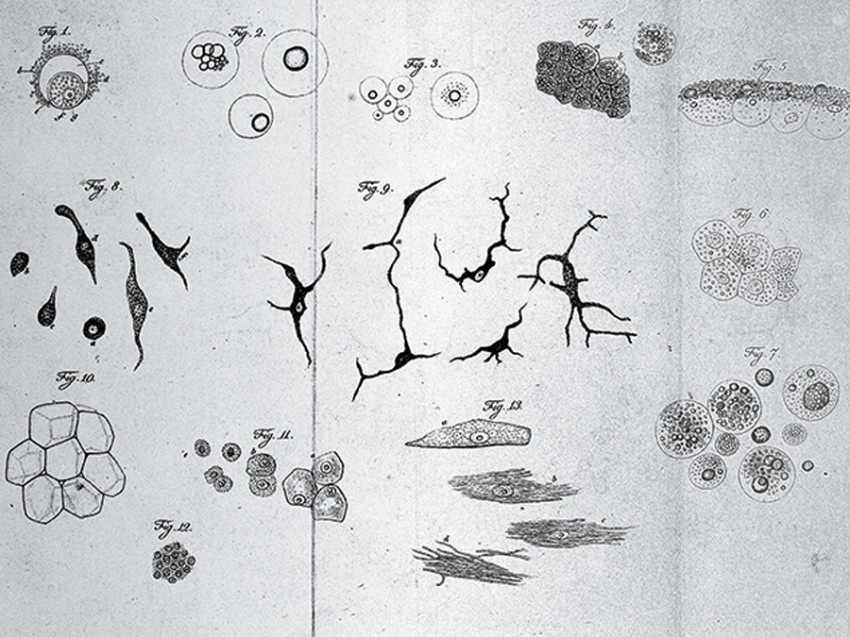 Fig. 1.
Fig. 2.
Fig. 3.
Fig. 4.
Fig. 5
Fig. 6.
Fig. 7.
Fig. 8.
Fig. 9.
Fig. 10.
Fig. 11.
Fig. 12.
Fig. 13.